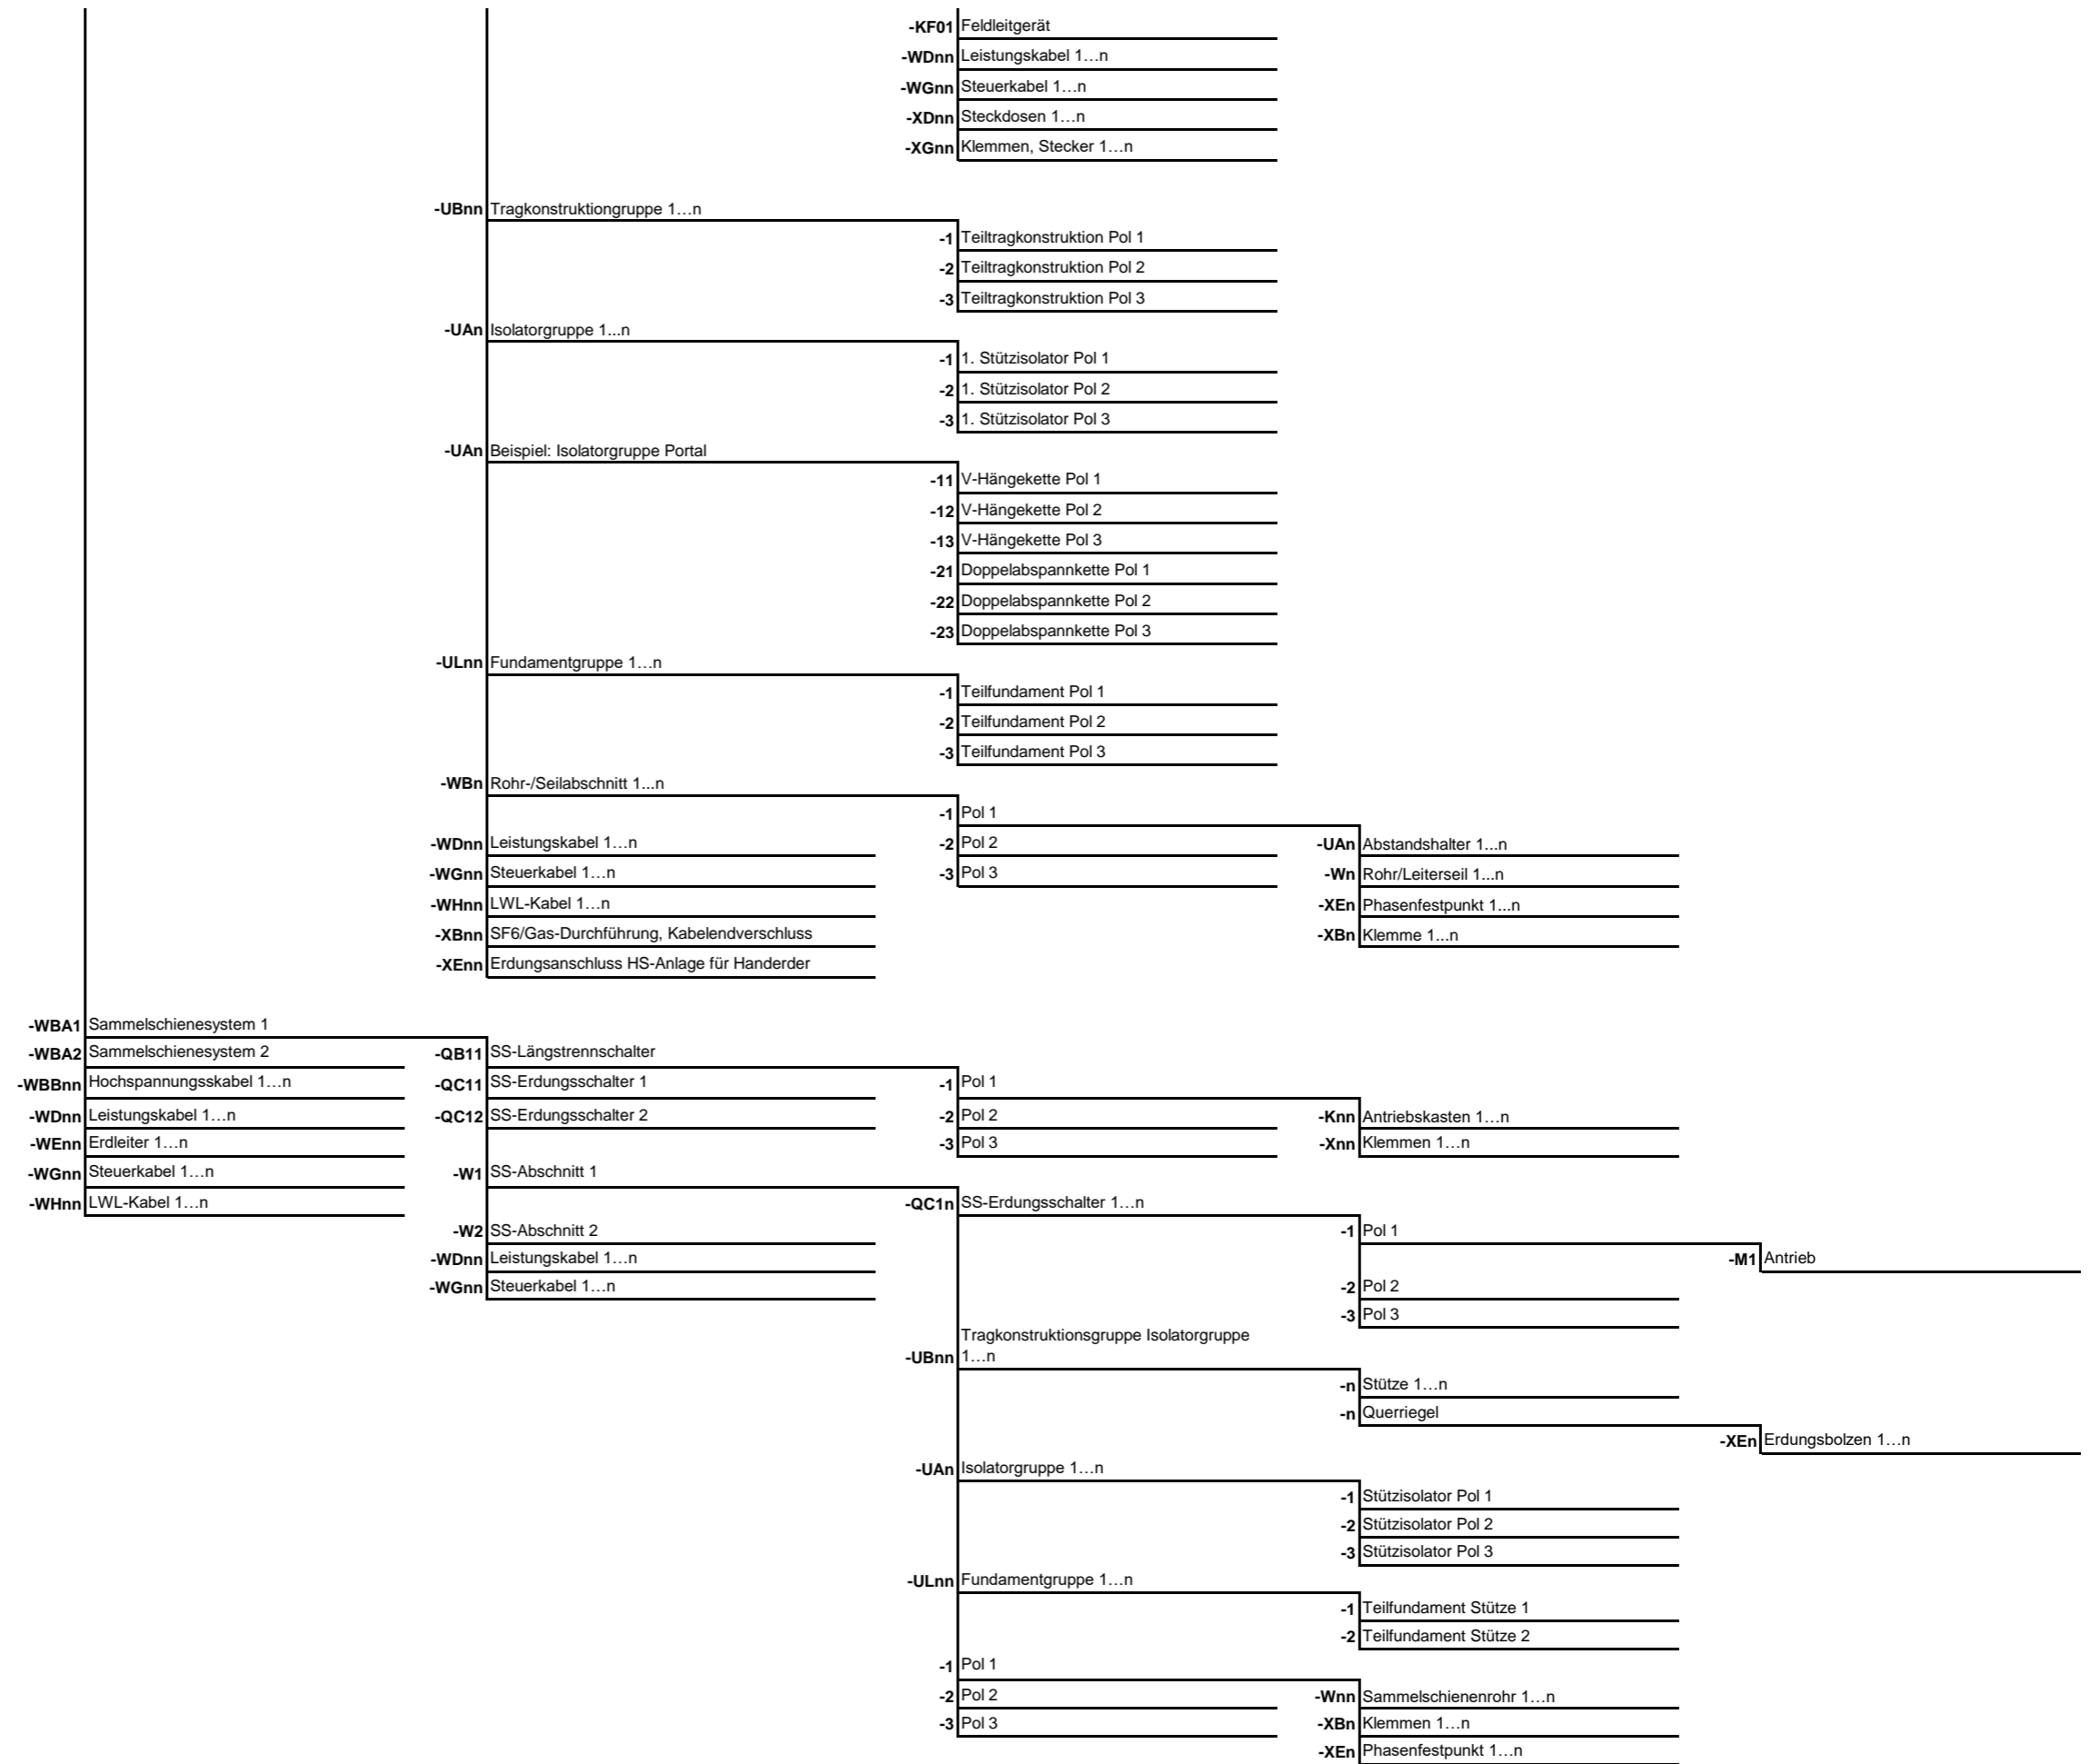 -KF01 Feldleitgerät
-WDnn Leistungskabel 1…n
-WGnn Steuerkabel 1…n
-XDnn Steckdosen 1…n
-XGnn Klemmen, Stecker 1…n
-UBnn Tragkonstruktiongruppe 1…n
-1 Teiltragkonstruktion Pol 1
-2 Teiltragkonstruktion Pol 2
-3 Teiltragkonstruktion Pol 3
-UAn Isolatorgruppe 1...n
-1 1. Stützisolator Pol 1
-2 1. Stützisolator Pol 2
-3 1. Stützisolator Pol 3
-UAn Beispiel: Isolatorgruppe Portal
-11 V-Hängekette Pol 1
-12 V-Hängekette Pol 2
-13 V-Hängekette Pol 3
-21 Doppelabspannkette Pol 1
-22 Doppelabspannkette Pol 2
-23 Doppelabspannkette Pol 3
-ULnn Fundamentgruppe 1…n
-1 Teilfundament Pol 1
-2 Teilfundament Pol 2
-3 Teilfundament Pol 3
-WBn Rohr-/Seilabschnitt 1...n
-1 Pol 1
-WDnn Leistungskabel 1…n -2 Pol 2 -UAn Abstandshalter 1...n
-WGnn Steuerkabel 1…n -3 Pol 3 -Wn Rohr/Leiterseil 1...n
-WHnn LWL-Kabel 1…n -XEn Phasenfestpunkt 1...n
-XBnn SF6/Gas-Durchführung, Kabelendverschluss -XBn Klemme 1...n
-XEnn Erdungsanschluss HS-Anlage für Handerder
-WBA1 Sammelschienesystem 1
-WBA2 Sammelschienesystem 2 -QB11 SS-Längstrennschalter
-WBBnn Hochspannungsskabel 1…n -QC11 SS-Erdungsschalter 1 -1 Pol 1
-WDnn Leistungskabel 1…n -QC12 SS-Erdungsschalter 2 -2 Pol 2 -Knn Antriebskasten 1…n
-WEnn Erdleiter 1…n -3 Pol 3 -Xnn Klemmen 1…n
-WGnn Steuerkabel 1…n -W1 SS-Abschnitt 1
-WHnn LWL-Kabel 1…n -QC1n SS-Erdungsschalter 1…n
-W2 SS-Abschnitt 2 -1 Pol 1
-WDnn Leistungskabel 1…n -M1 Antrieb
-WGnn Steuerkabel 1…n -2 Pol 2
-3 Pol 3
Tragkonstruktionsgruppe Isolatorgruppe
-UBnn 1…n
-n Stütze 1…n
-n Querriegel
-XEn Erdungsbolzen 1…n
-UAn Isolatorgruppe 1…n
-1 Stützisolator Pol 1
-2 Stützisolator Pol 2
-3 Stützisolator Pol 3
-ULnn Fundamentgruppe 1…n
-1 Teilfundament Stütze 1
-2 Teilfundament Stütze 2
-1 Pol 1
-2 Pol 2 -Wnn Sammelschienenrohr 1…n
-3 Pol 3 -XBn Klemmen 1…n
-XEn Phasenfestpunkt 1…n